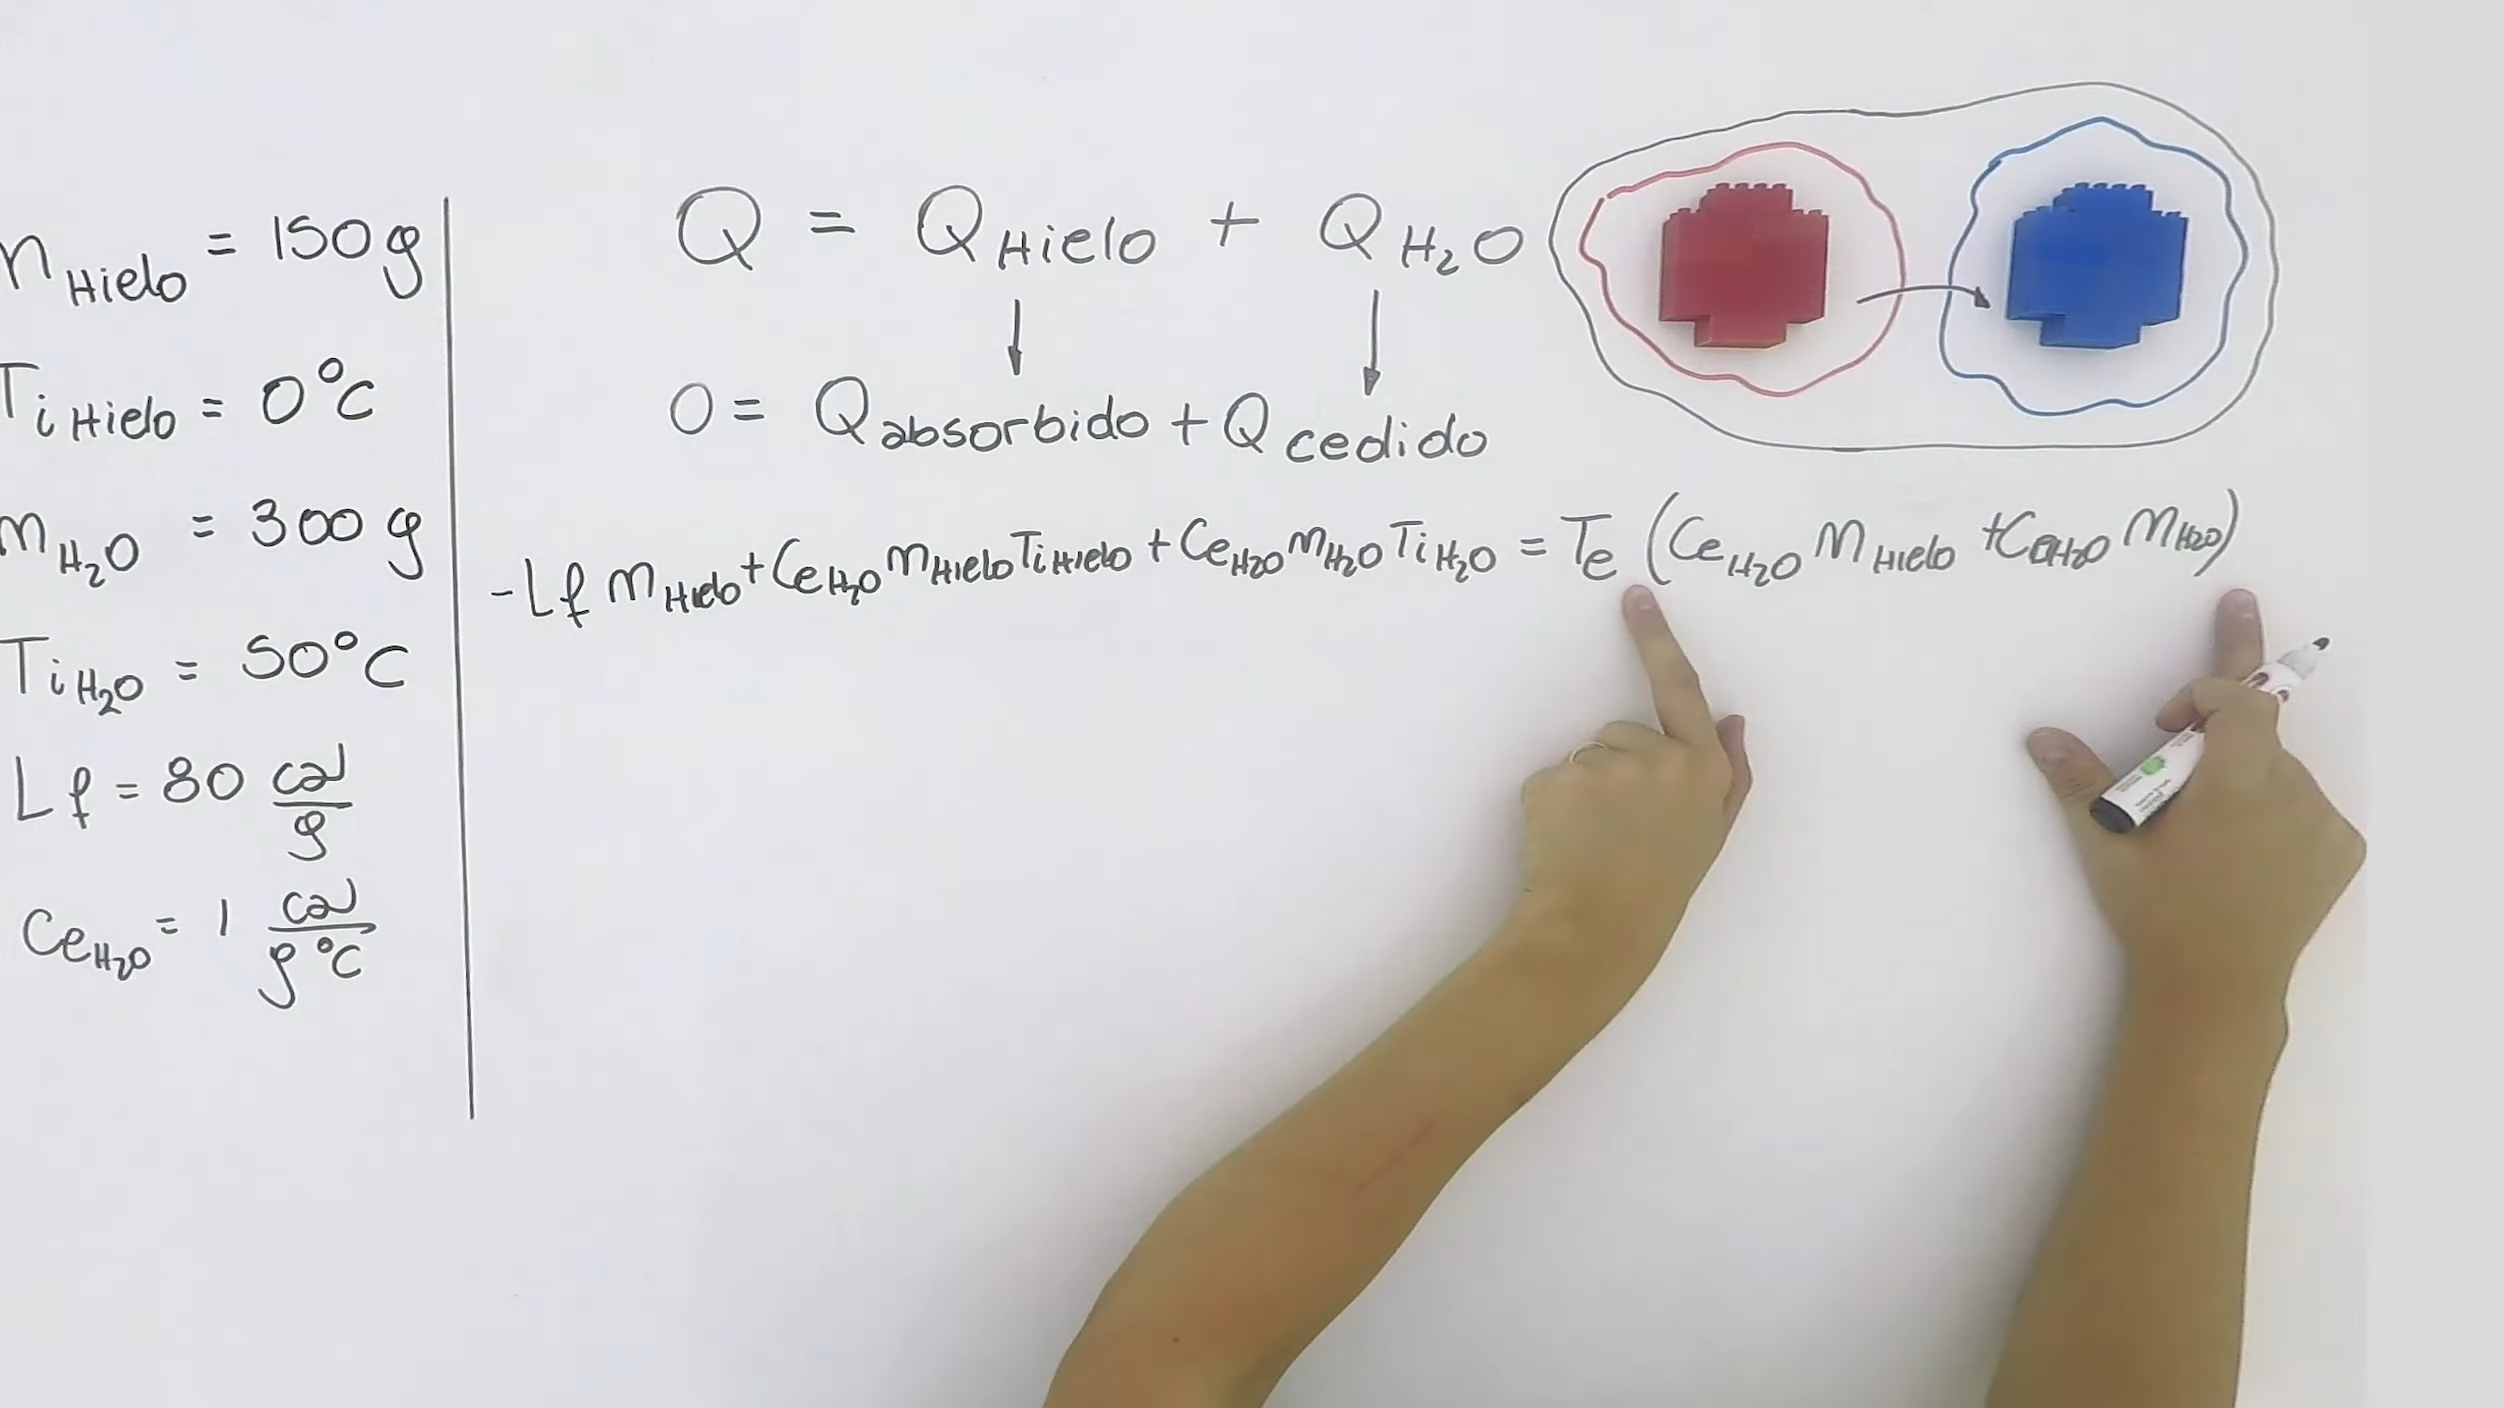 m Hielo = 150 g
Ti Hielo = 0 °C
m H₂O = 300 g
Ti H₂O = 50 °C
Lf = 80 cal/g
Ce H₂O = 1 cal/g °C
Q = Q Hielo + Q H₂O
0 = Q absorbido + Q cedido
-Lf m Hielo + Ce H₂O m Hielo Ti Hielo + Ce H₂O m H₂O Ti H₂O = Te (Ce H₂O m Hielo + Ce H₂O m H₂O)